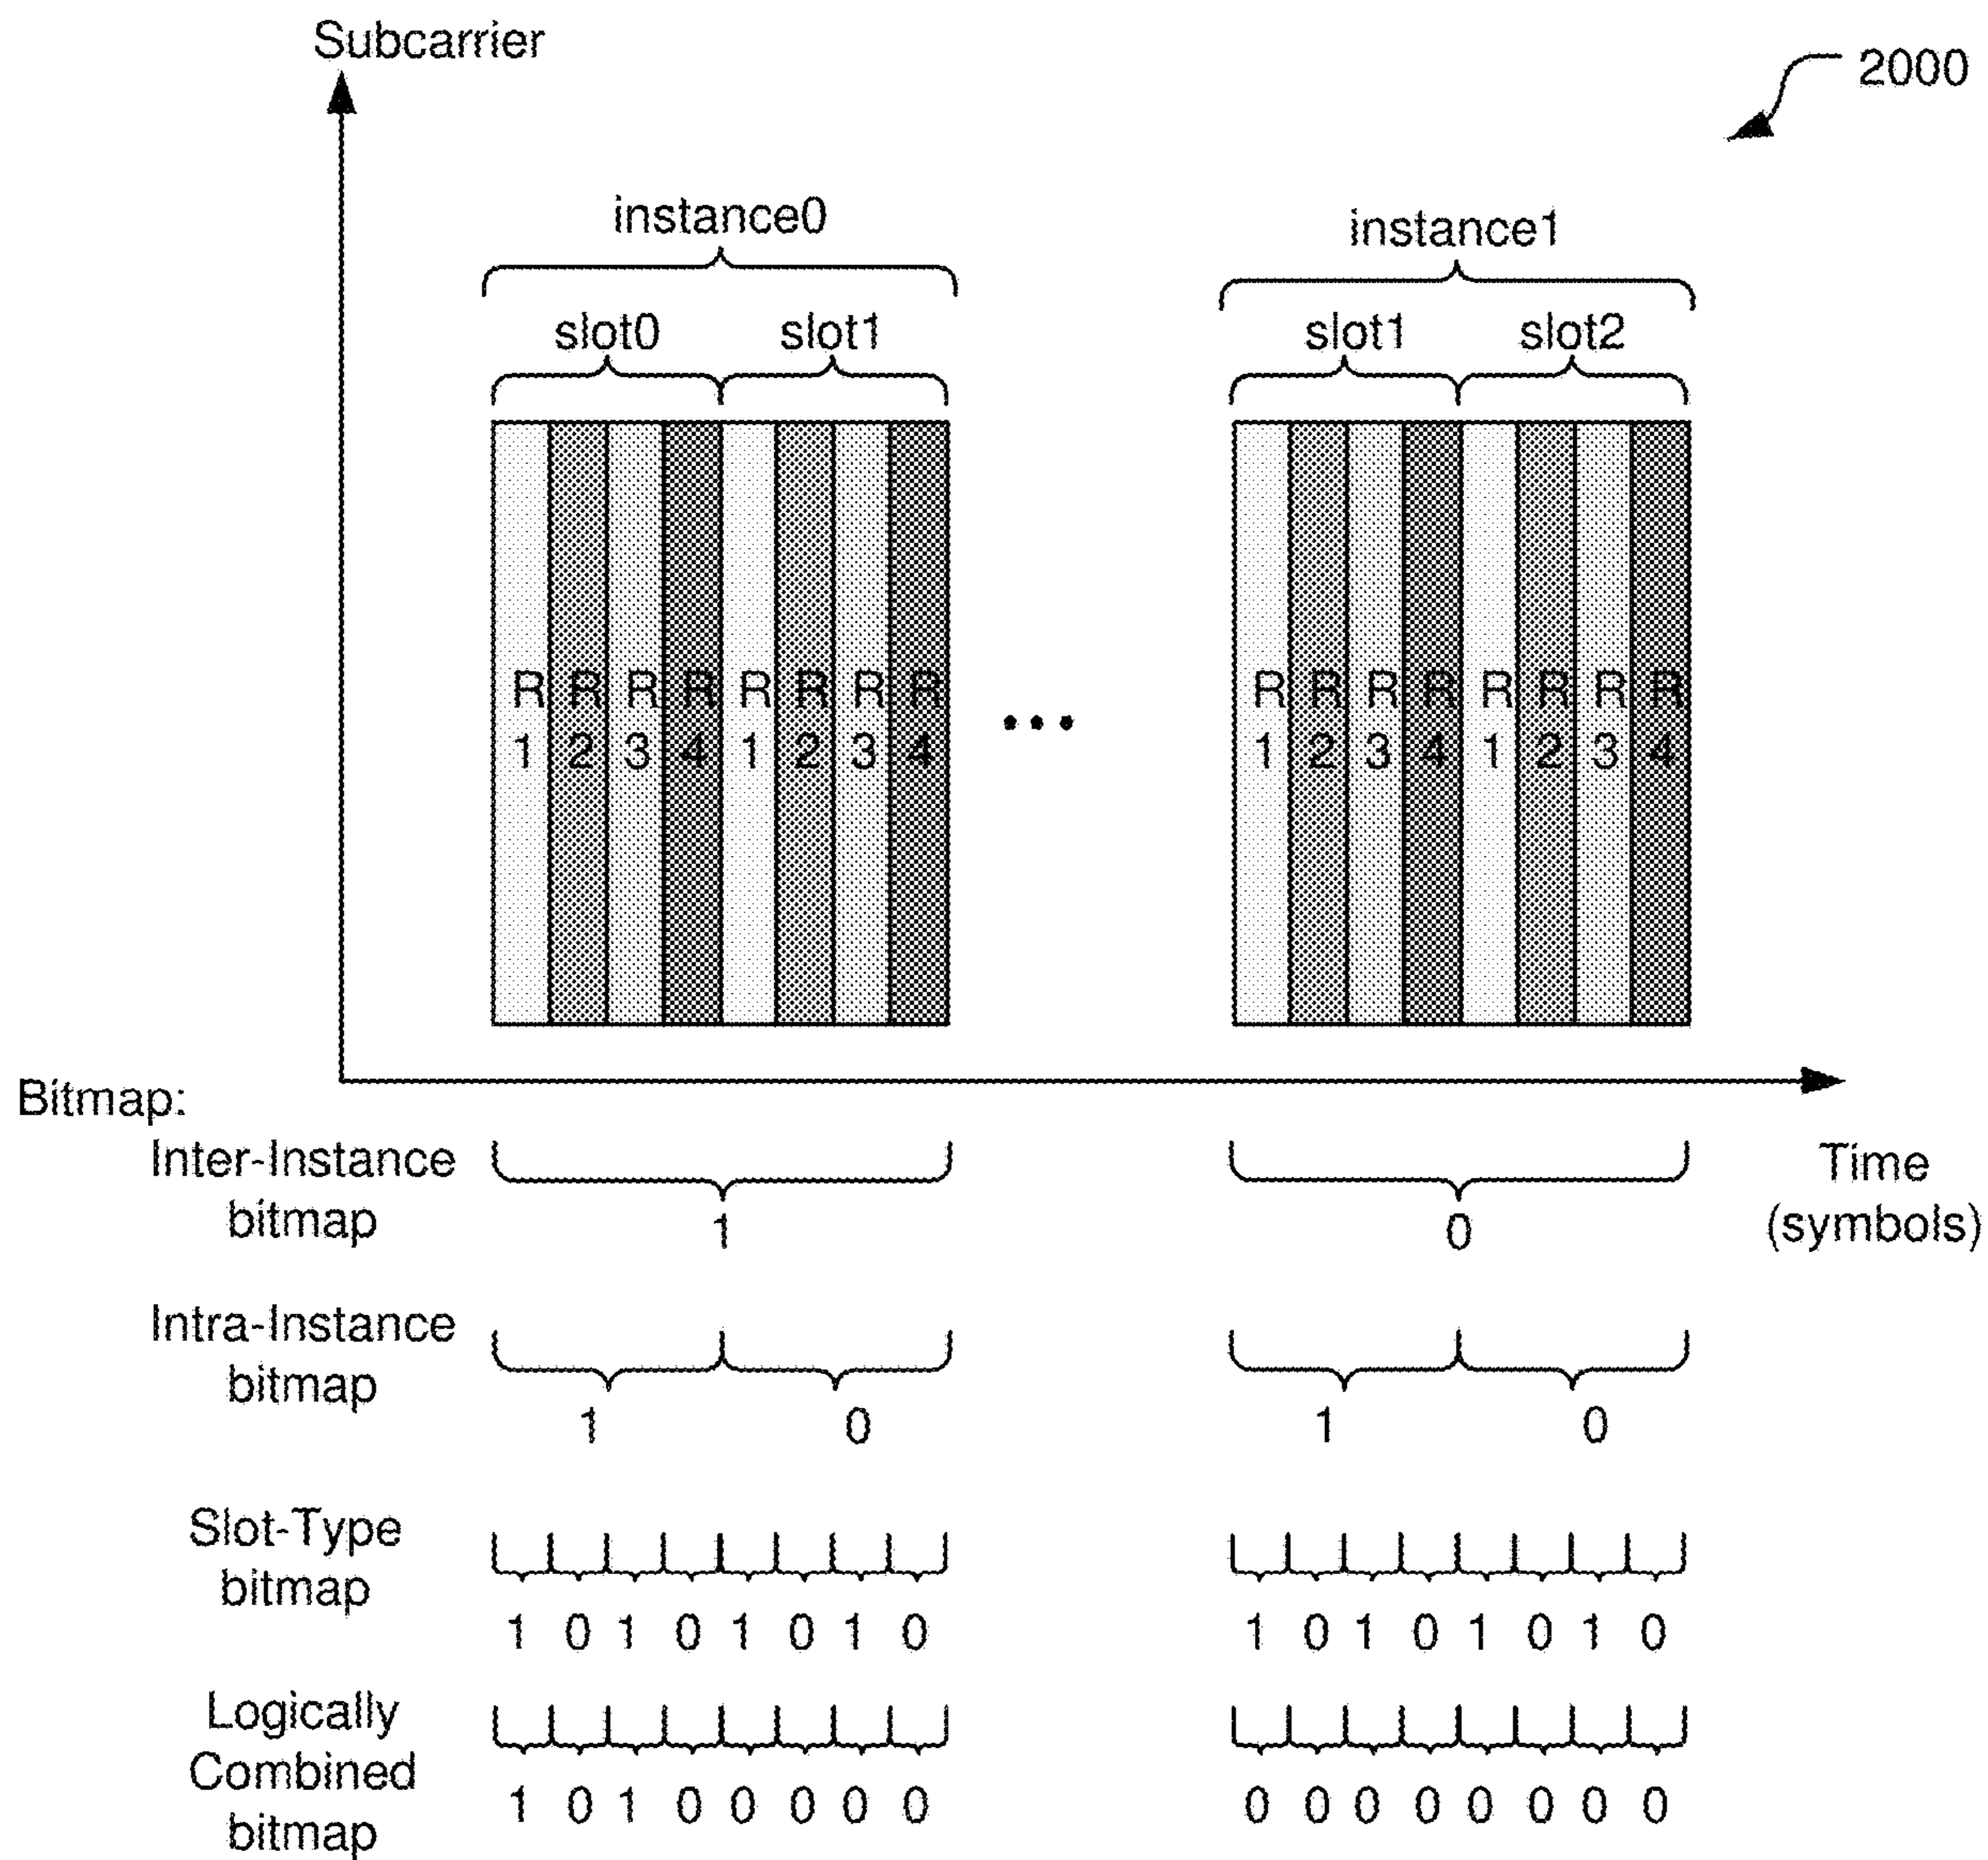 Subcarrier
2000
instance0
instance1
slot0 slot1
slot1 slot2
R R R R R R R R
1 2 3 4 1 2 3 4
...
R R R R R R R R
1 2 3 4 1 2 3 4
Bitmap:
Inter-Instance
bitmap
1
0
Time
(symbols)
Intra-Instance
bitmap
1 0
1 0
Slot-Type
bitmap
1 0 1 0 1 0 1 0
1 0 1 0 1 0 1 0
Logically
Combined
bitmap
1 0 1 0 0 0 0 0
0 0 0 0 0 0 0 0